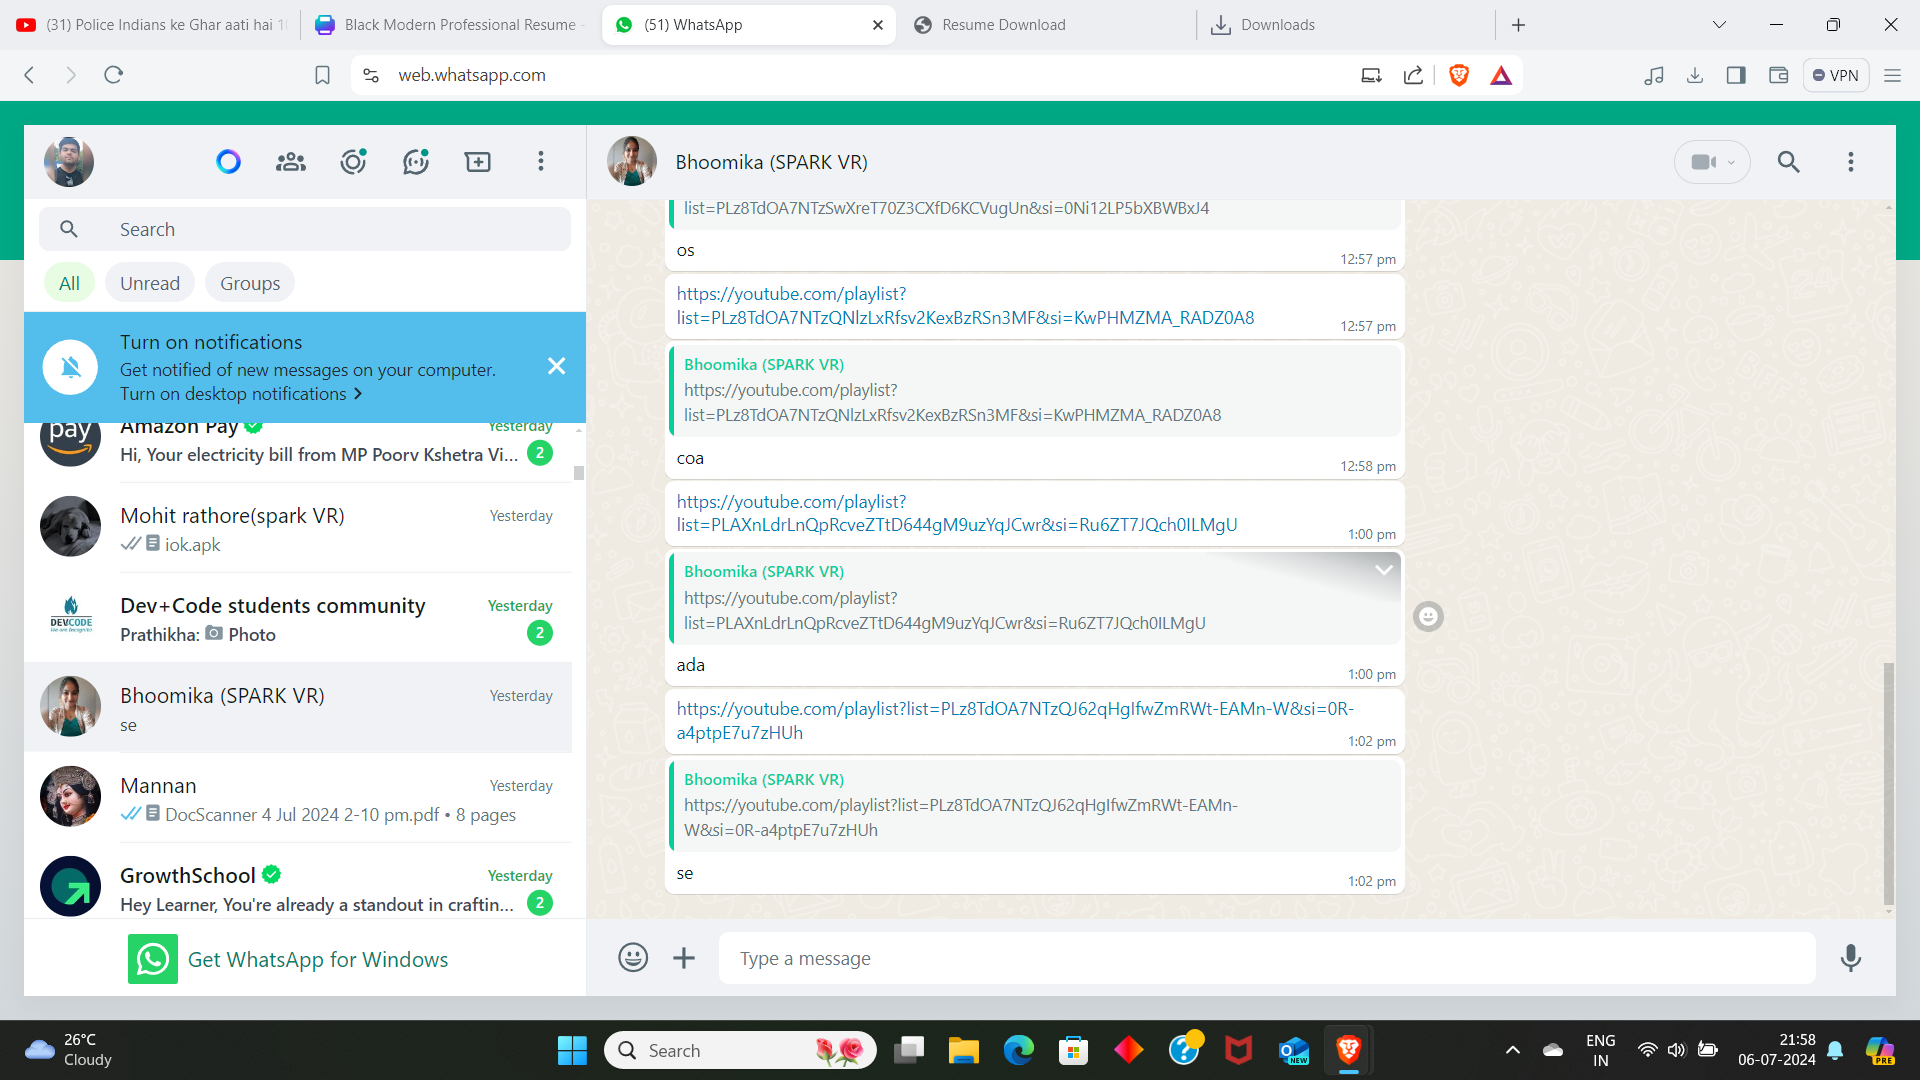 (31) Police Indians ke Ghar aati hai 1
Black Modern Professional Resume -
(51) WhatsApp
Resume Download
Downloads
web.whatsapp.com
VPN
Bhoomika (SPARK VR)
Search
All
Unread
Groups
Turn on notifications
Get notified of new messages on your computer.
Turn on desktop notifications >
pay
Amazon Pay
Yesterday
Hi, Your electricity bill from MP Poorv Kshetra Vi...
2
Mohit rathore(spark VR)
Yesterday
iok.apk
DEVCODE
Dev+Code students community
Yesterday
Prathikha: Photo
2
Bhoomika (SPARK VR)
Yesterday
se
Mannan
Yesterday
DocScanner 4 Jul 2024 2-10 pm.pdf • 8 pages
GrowthSchool
Yesterday
Hey Learner, You're already a standout in craftin...
2
Get WhatsApp for Windows
list=PLz8TdOA7NTzSwXreT70Z3CXfD6KCVugUn&si=0Ni12LP5bXBWBxJ4
os
12:57 pm
https://youtube.com/playlist?
list=PLz8TdOA7NTzQNlzLxRfsv2KexBzRSn3MF&si=KwPHMZMA_RADZ0A8
12:57 pm
Bhoomika (SPARK VR)
https://youtube.com/playlist?
list=PLz8TdOA7NTzQNlzLxRfsv2KexBzRSn3MF&si=KwPHMZMA_RADZ0A8
coa
12:58 pm
https://youtube.com/playlist?
list=PLAXnLdrLnQpRcveZTtD644gM9uzYqJCwr&si=Ru6ZT7JQch0ILMgU
1:00 pm
Bhoomika (SPARK VR)
https://youtube.com/playlist?
list=PLAXnLdrLnQpRcveZTtD644gM9uzYqJCwr&si=Ru6ZT7JQch0ILMgU
ada
1:00 pm
https://youtube.com/playlist?list=PLz8TdOA7NTzQJ62qHgIfwZmRWt-EAMn-W&si=0R-
a4ptpE7u7zHUh
1:02 pm
Bhoomika (SPARK VR)
https://youtube.com/playlist?list=PLz8TdOA7NTzQJ62qHgIfwZmRWt-EAMn-
W&si=0R-a4ptpE7u7zHUh
se
1:02 pm
Type a message
26°C
Cloudy
Search
NEW
ENG
IN
21:58
06-07-2024
PRE